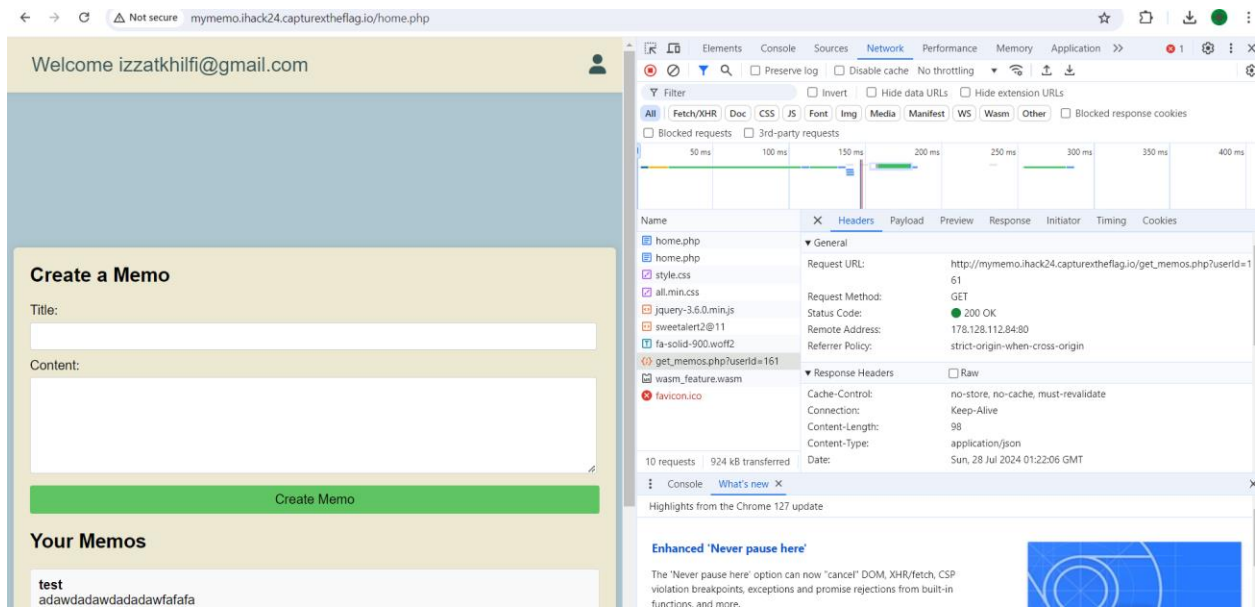 Not secure mymemo.ihack24.capturextheflag.io/home.php
Welcome izzatkhilfi@gmail.com
Create a Memo
Title:
Content:
Create Memo
Your Memos
test
adawdadawdadadawfafafa
Elements Console Sources Network Performance Memory Application 1
Preserve log Disable cache No throttling
Filter Invert Hide data URLs Hide extension URLs
All Fetch/XHR Doc CSS JS Font Img Media Manifest WS Wasm Other Blocked response cookies
Blocked requests 3rd-party requests
50 ms 100 ms 150 ms 200 ms 250 ms 300 ms 350 ms 400 ms
Name
home.php
home.php
style.css
all.min.css
jquery-3.6.0.min.js
sweetalert2@11
fa-solid-900.woff2
get_memos.php?userId=161
wasm_feature.wasm
favicon.ico
10 requests 924 kB transferred
Headers Payload Preview Response Initiator Timing Cookies
General
Request URL: http://mymemo.ihack24.capturextheflag.io/get_memos.php?userId=1
61
Request Method: GET
Status Code: 200 OK
Remote Address: 178.128.112.84:80
Referrer Policy: strict-origin-when-cross-origin
Response Headers Raw
Cache-Control: no-store, no-cache, must-revalidate
Connection: Keep-Alive
Content-Length: 98
Content-Type: application/json
Date: Sun, 28 Jul 2024 01:22:06 GMT
Console What's new
Highlights from the Chrome 127 update
Enhanced 'Never pause here'
The 'Never pause here' option can now "cancel" DOM, XHR/fetch, CSP
violation breakpoints, exceptions and promise rejections from built-in
functions, and more.